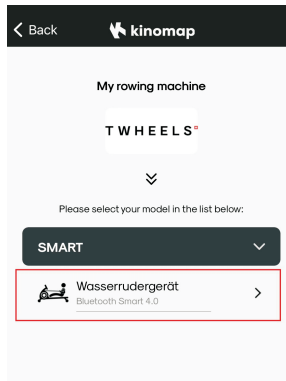 Back
kinomap
My rowing machine
TWHEELS
Please select your model in the list below:
SMART
Wasserrudergerät
Bluetooth Smart 4.0